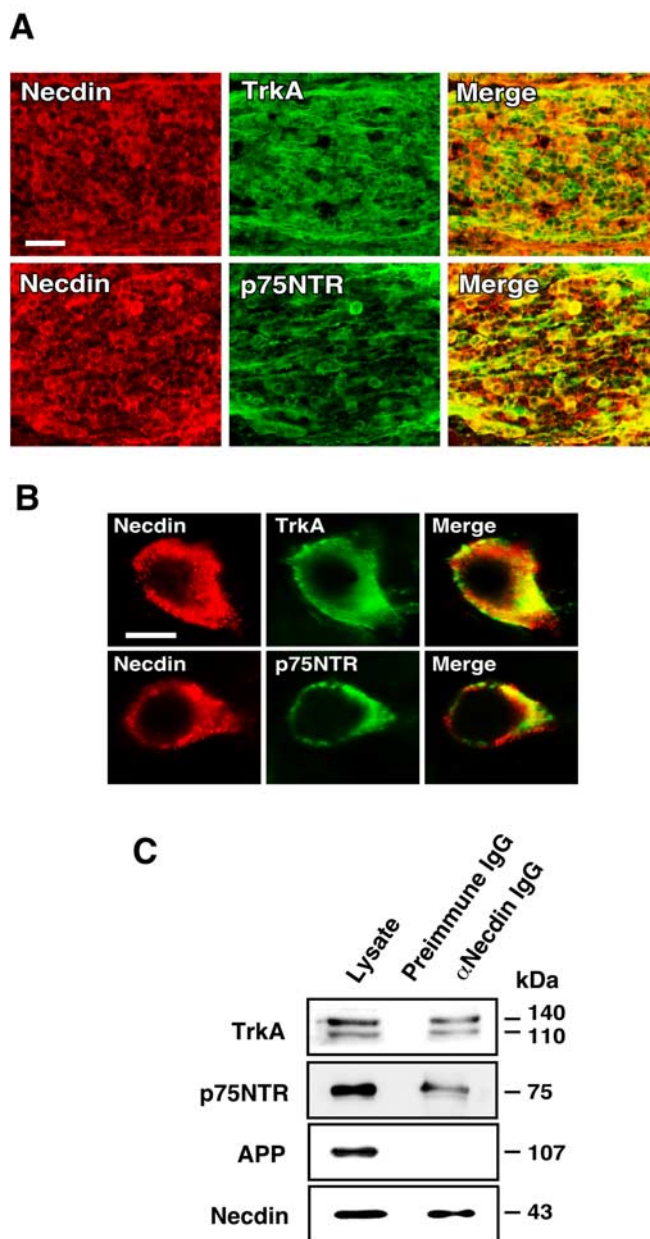 A
Necdin TrkA Merge
Necdin p75NTR Merge
B
Necdin TrkA Merge
Necdin p75NTR Merge
C
Lysate
Preimmune IgG
αNecdin IgG
kDa
TrkA
140
110
p75NTR 75
APP 107
Necdin 43